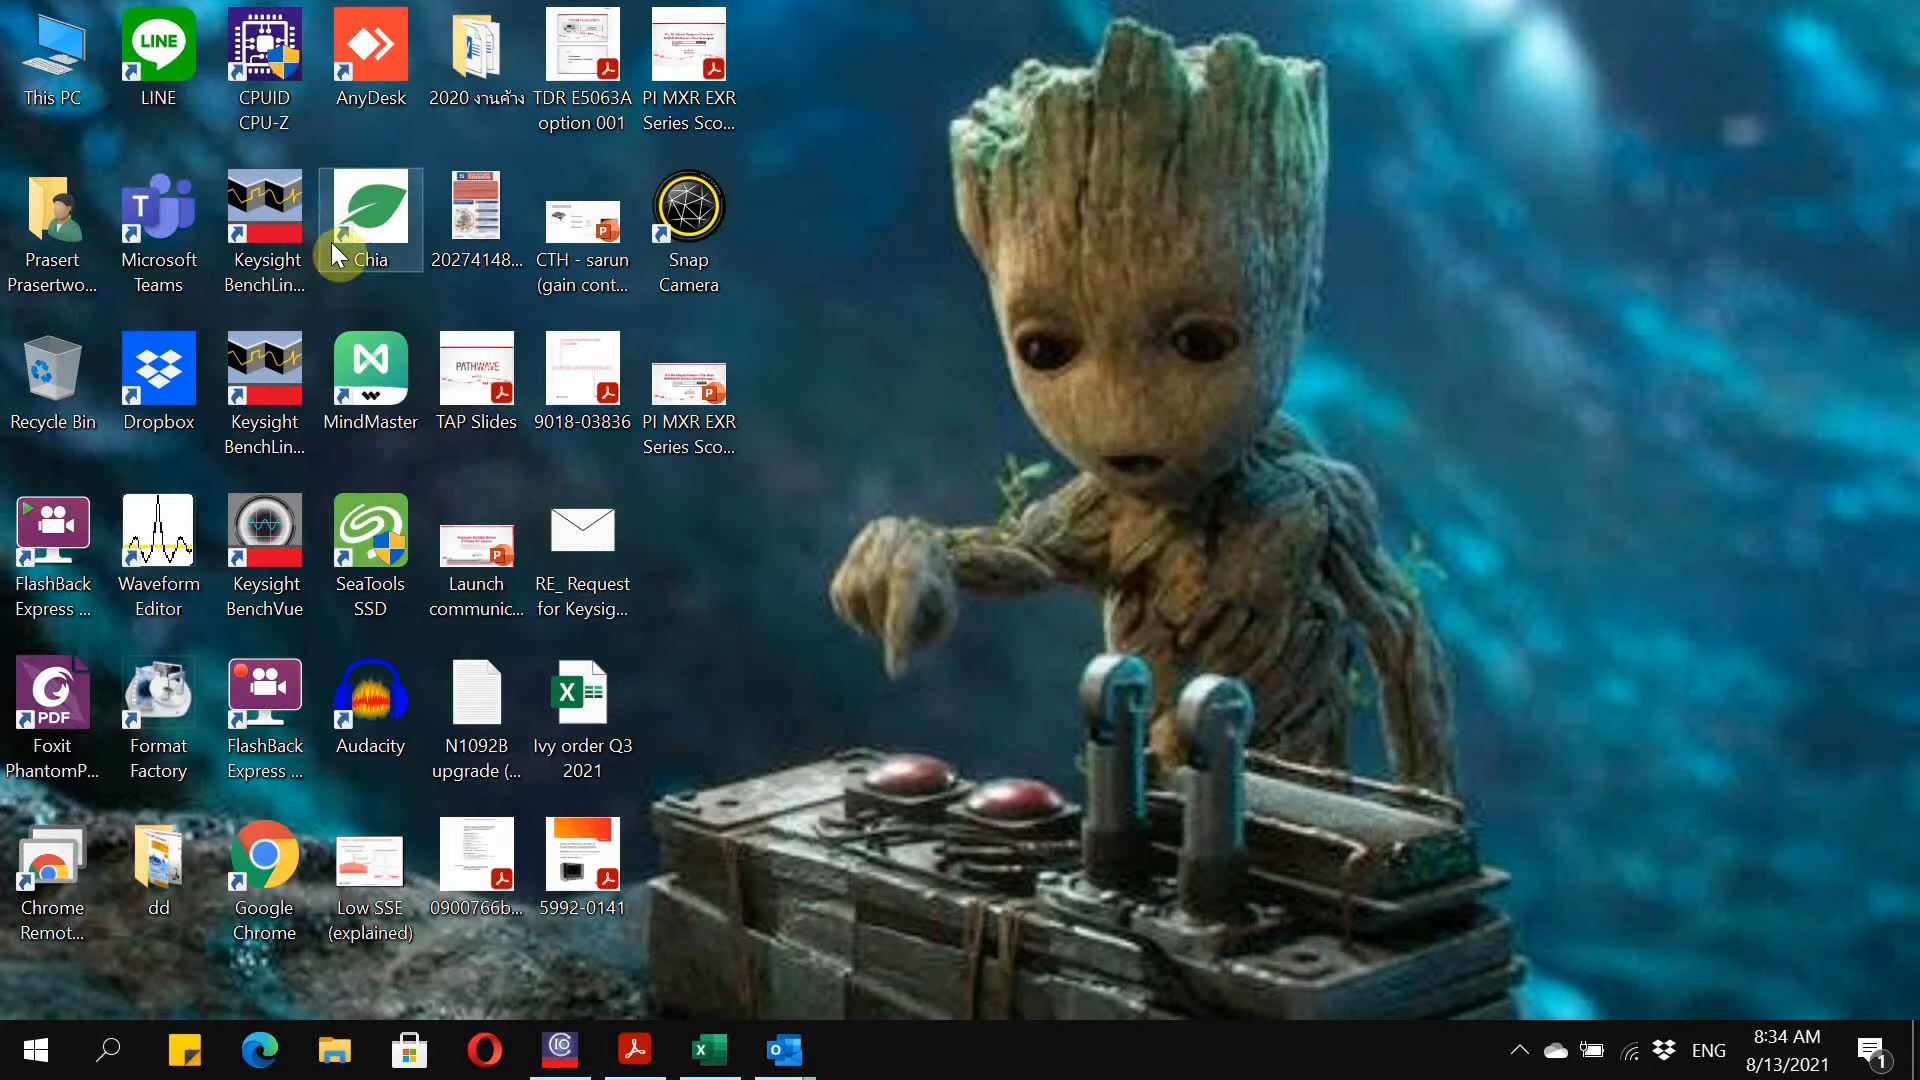 This PC
LINE
CPUID
CPU-Z
AnyDesk
2020 งานค้าง
TDR E5063A
option 001
PI MXR EXR
Series Sco...
Prasert
Prasertwo...
Microsoft
Teams
Keysight
BenchLin...
Chia
20274148...
CTH - sarun
(gain cont...
Snap
Camera
Recycle Bin
Dropbox
Keysight
BenchLin...
MindMaster
PATHWAVE
TAP Slides
9018-03836
PI MXR EXR
Series Sco...
FlashBack
Express ...
Waveform
Editor
Keysight
BenchVue
SeaTools
SSD
Launch
communic...
RE_ Request
for Keysig...
PDF
Foxit
PhantomP...
Format
Factory
FlashBack
Express ...
Audacity
N1092B
upgrade (...
Ivy order Q3
2021
Chrome
Remot...
dd
Google
Chrome
Low SSE
(explained)
0900766b...
5992-0141
ENG
8:34 AM
8/13/2021
1